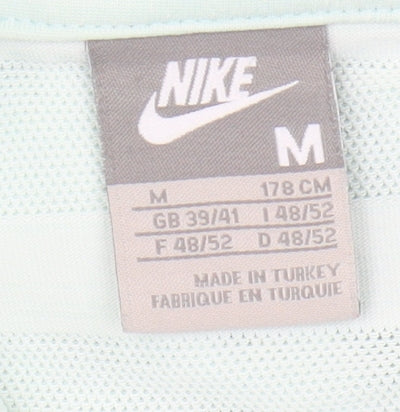 NIKE
M
M 178 CM
GB 39/41 I 48/52
F 48/52 D 48/52
MADE IN TURKEY
FABRIQUE EN TURQUIE